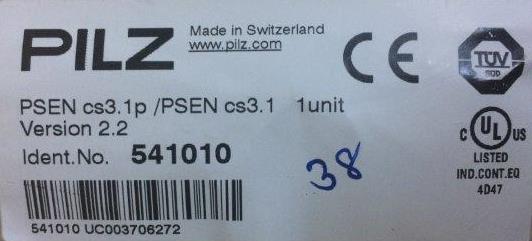 PILZ
Made in Switzerland
www.pilz.com
CE
TÜV
SÜD
PSEN cs3.1p /PSEN cs3.1 1unit
Version 2.2
Ident.No. 541010
38
C UL US
LISTED
IND.CONT.EQ
4D47
541010 UC003706272